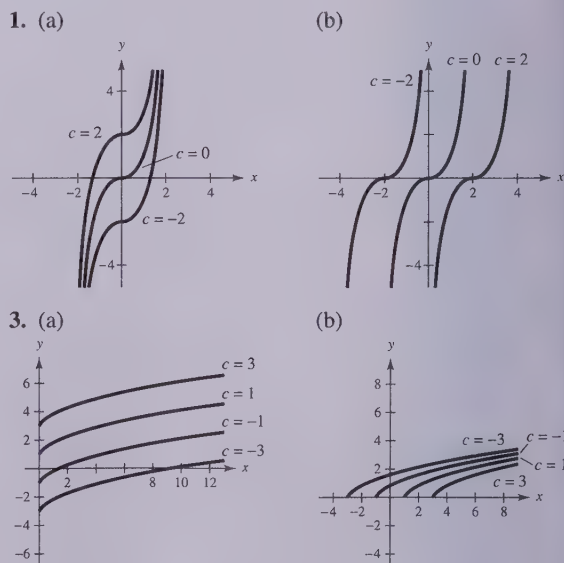 1. (a)
(b)
y
4
c = 2
c = 0
−4
−2
2
4
x
c = −2
−4
y
c = −2
c = 0
c = 2
−4
−2
2
4
x
−4
3. (a)
(b)
y
6
4
2
c = 3
c = 1
c = −1
c = −3
2
8
10
12
x
−2
−4
−6
y
8
6
4
2
c = −3
c = 1
c = 3
−4
−2
2
4
6
8
x
−2
−4